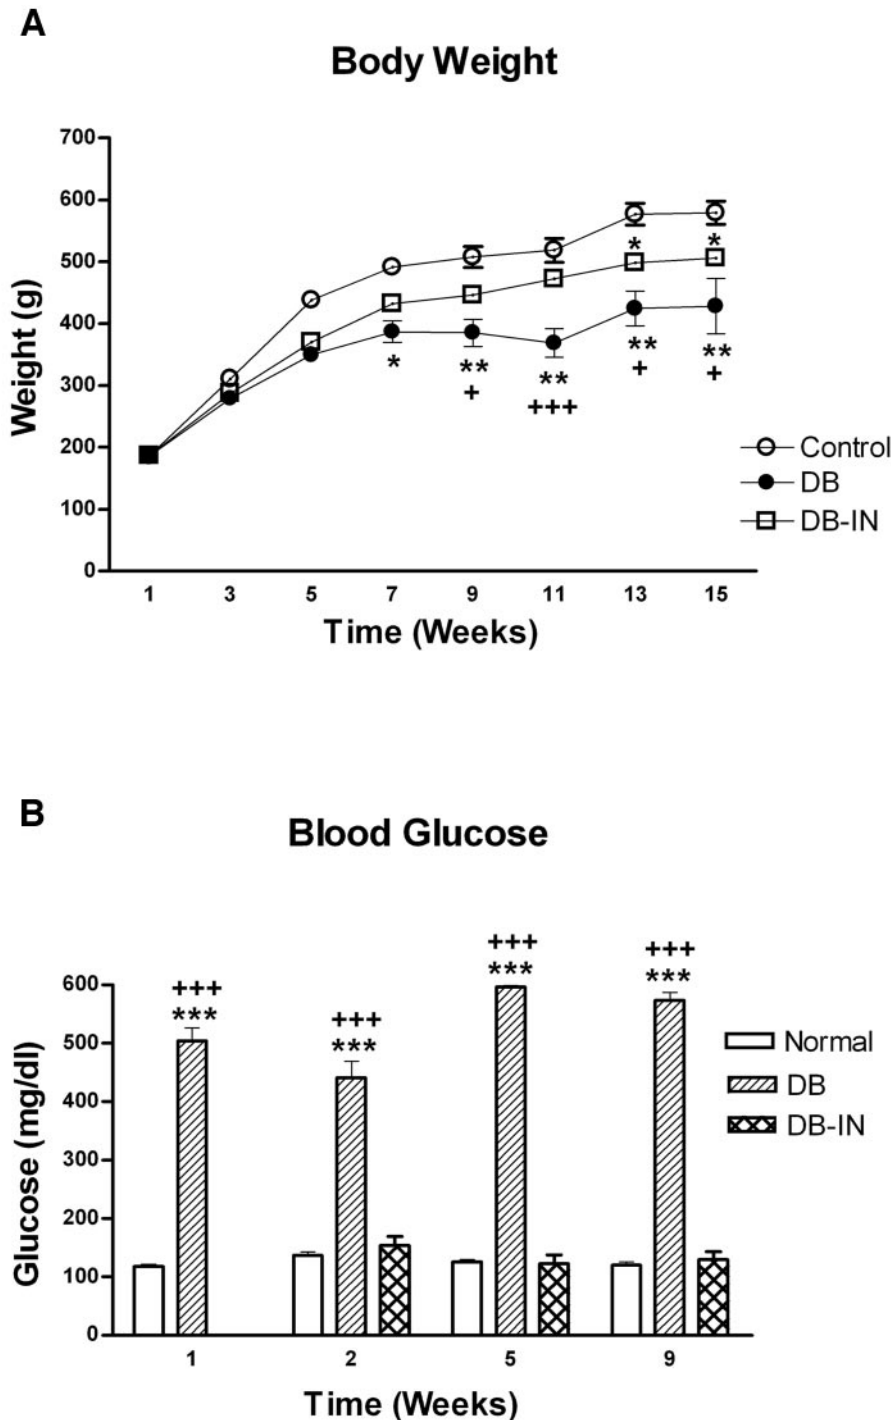 A
Body Weight
700
600
500
400
300
200
100
0
Weight (g)
* *
* ** ** ** **
+ +++ + +
Control
DB
DB-IN
1 3 5 7 9 11 13 15
Time (Weeks)
B
Blood Glucose
+++ +++ +++ +++
*** *** *** ***
600
500
400
300
200
100
0
Glucose (mg/dl)
Normal
DB
DB-IN
1 2 5 9
Time (Weeks)